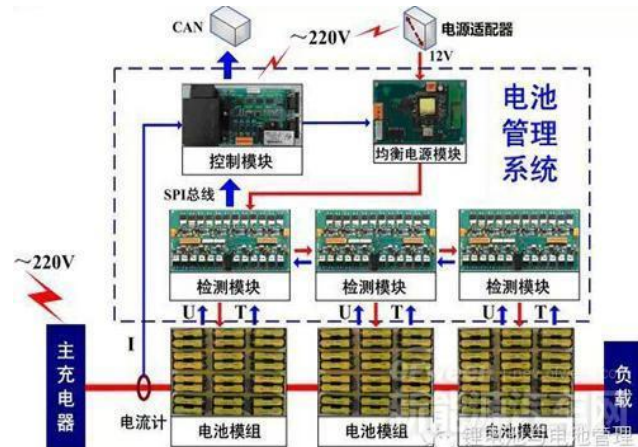 CAN
～220V
电源适配器
12V
电池
管理
系统
控制模块
均衡电源模块
SPI总线
～220V
检测模块
检测模块
检测模块
U
T
U
T
U
T
I
主充电器
负载
电流计
电池模组
电池模组
电池模组